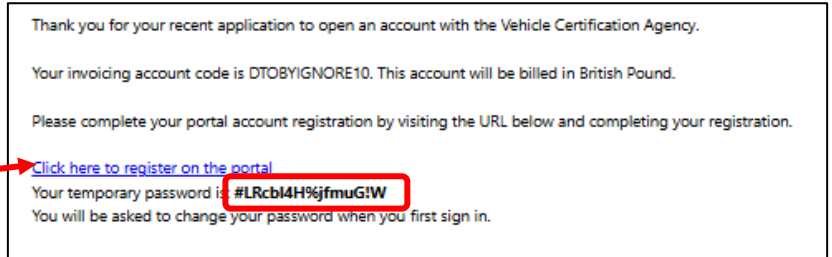 Thank you for your recent application to open an account with the Vehicle Certification Agency.
Your invoicing account code is DTOBYIGNORE10. This account will be billed in British Pound.
Please complete your portal account registration by visiting the URL below and completing your registration.
Click here to register on the portal
Your temporary password is #LRcbl4H%jfmuG!W
You will be asked to change your password when you first sign in.